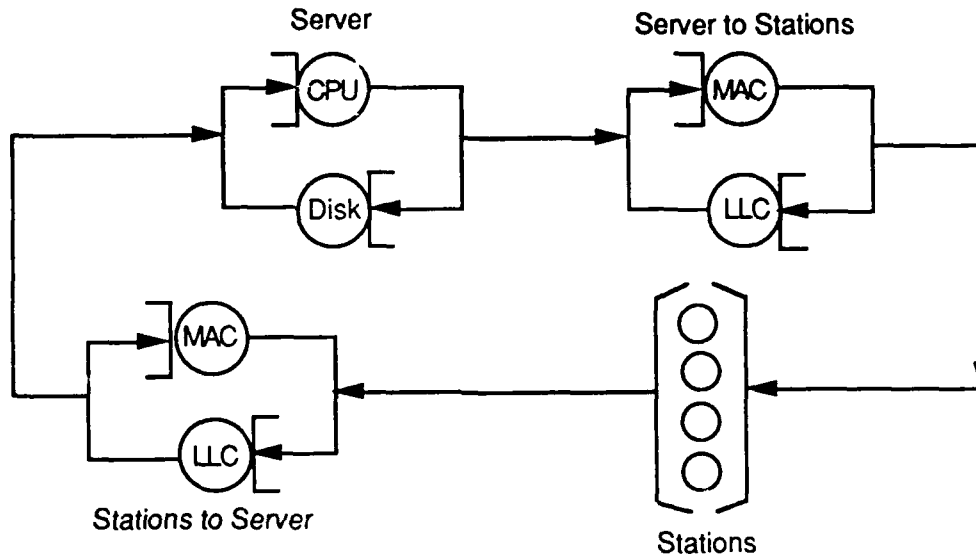 Server
Server to Stations
CPU
MAC
Disk
LLC
MAC
LLC
Stations to Server
Stations